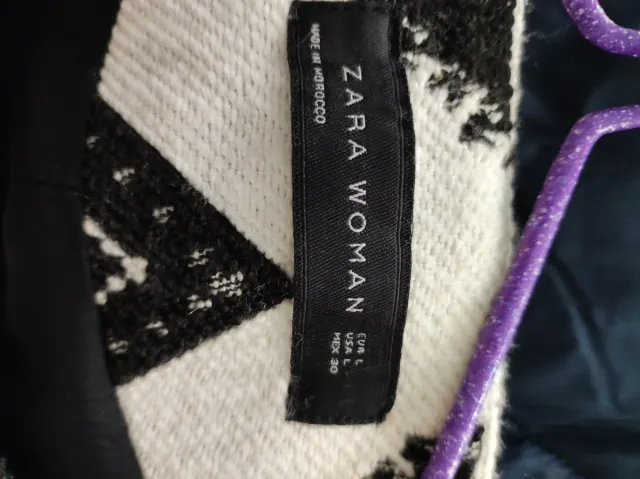 ZARA WOMAN
MADE IN MOROCCO
EUR L
USA L
MEX 30